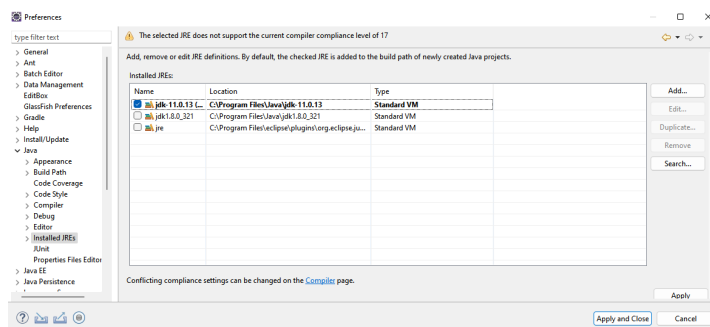 Preferences
type filter text
The selected JRE does not support the current compiler compliance level of 17
General
Ant
Batch Editor
Data Management
EditBox
GlassFish Preferences
Gradle
Help
Install/Update
Java
Appearance
Build Path
Code Coverage
Code Style
Compiler
Debug
Editor
Installed JREs
JUnit
Properties Files Editor
Java EE
Java Persistence
Add, remove or edit JRE definitions. By default, the checked JRE is added to the build path of newly created Java projects.
Installed JREs:
Name Location Type
jdk-11.0.13 (... C:\Program Files\Java\jdk-11.0.13 Standard VM
jdk1.8.0_321 C:\Program Files\Java\jdk1.8.0_321 Standard VM
jre C:\Program Files\eclipse\plugins\org.eclipse.ju... Standard VM
Add...
Edit...
Duplicate...
Remove
Search...
Conflicting compliance settings can be changed on the Compiler page.
Apply
Apply and Close Cancel